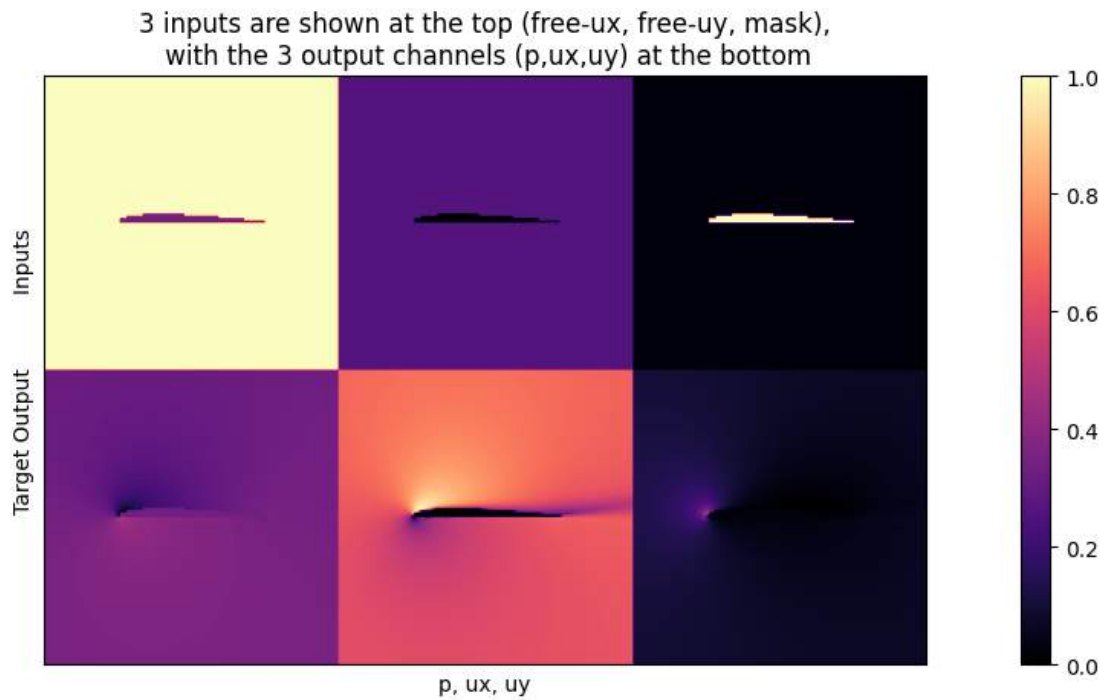 3 inputs are shown at the top (free-ux, free-uy, mask),
with the 3 output channels (p,ux,uy) at the bottom
Inputs
Target Output
p, ux, uy
1.0
0.8
0.6
0.4
0.2
0.0